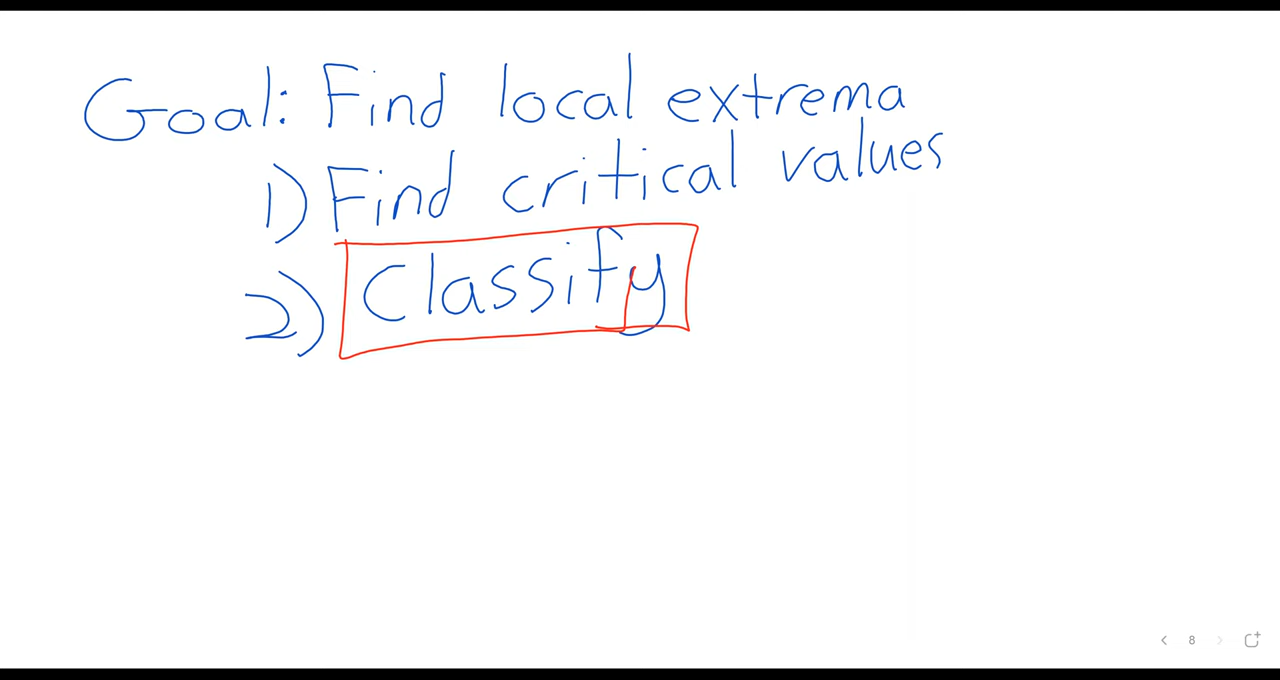 Goal: Find local extrema
1) Find critical values
2) Classify
8